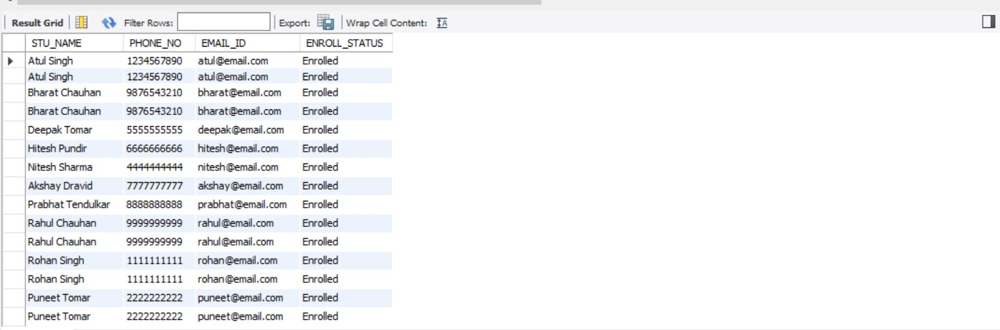 Result Grid Filter Rows: Export: Wrap Cell Content: IA
STU_NAME PHONE_NO EMAIL_ID ENROLL_STATUS
Atul Singh 1234567890 atul@email.com Enrolled
Atul Singh 1234567890 atul@email.com Enrolled
Bharat Chauhan 9876543210 bharat@email.com Enrolled
Bharat Chauhan 9876543210 bharat@email.com Enrolled
Deepak Tomar 5555555555 deepak@email.com Enrolled
Hitesh Pundir 6666666666 hitesh@email.com Enrolled
Nitesh Sharma 4444444444 nitesh@email.com Enrolled
Akshay Dravid 7777777777 akshay@email.com Enrolled
Prabhat Tendulkar 8888888888 prabhat@email.com Enrolled
Rahul Chauhan 9999999999 rahul@email.com Enrolled
Rahul Chauhan 9999999999 rahul@email.com Enrolled
Rohan Singh 1111111111 rohan@email.com Enrolled
Rohan Singh 1111111111 rohan@email.com Enrolled
Puneet Tomar 2222222222 puneet@email.com Enrolled
Puneet Tomar 2222222222 puneet@email.com Enrolled